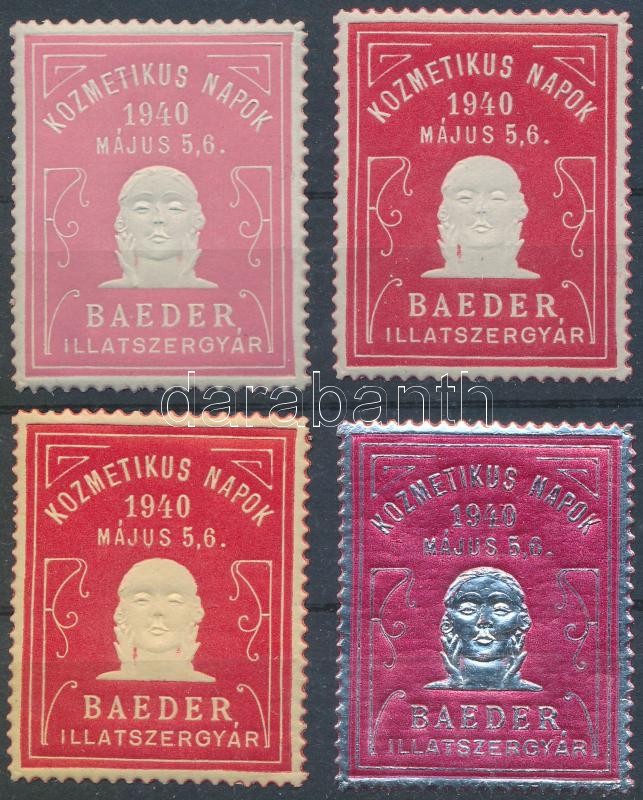 KOZMETIKUS NAPOK
1940
MÁJUS 5,6.
BAEDER
ILLATSZERGYÁR
KOZMETIKUS NAPOK
1940
MÁJUS 5,6.
BAEDER
ILLATSZERGYÁR
darabanth
KOZMETIKUS NAPOK
1940
MÁJUS 5,6.
BAEDER
ILLATSZERGYÁR
KOZMETIKUS NAPOK
1940
MÁJUS 5,6.
BAEDER
ILLATSZERGYÁR